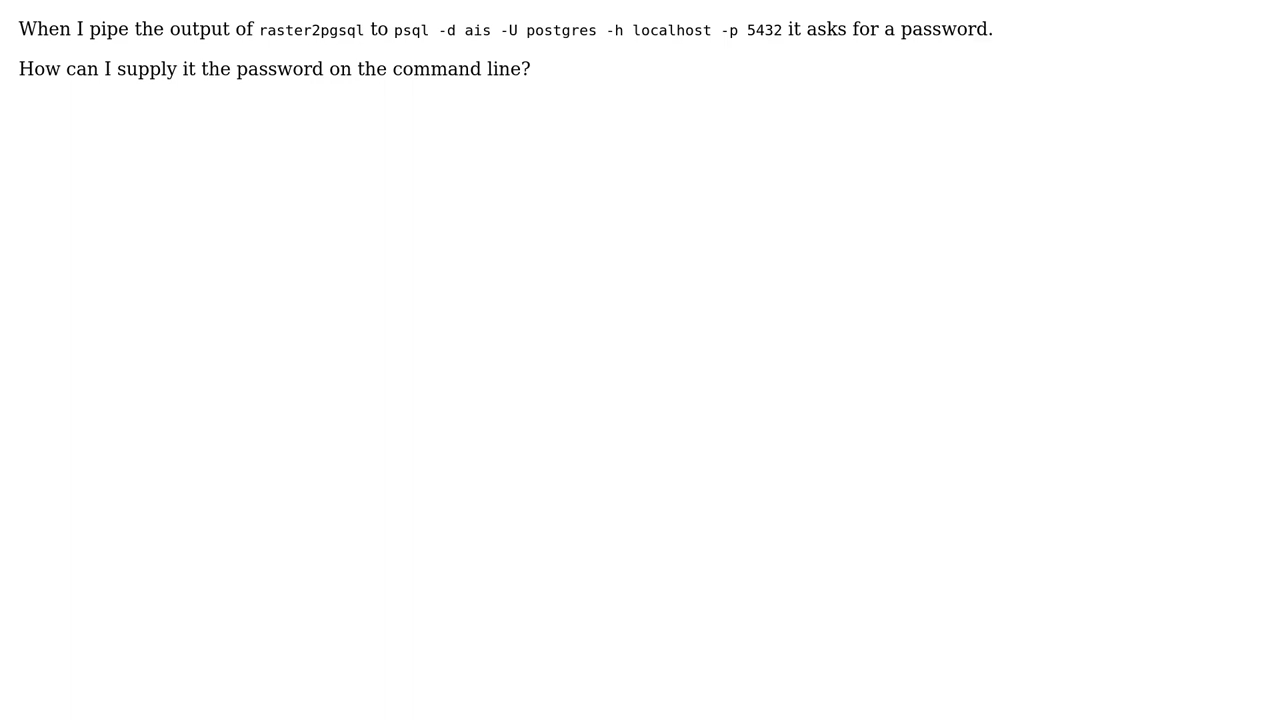 When I pipe the output of raster2pgsql to psql -d ais -U postgres -h localhost -p 5432 it asks for a password.
How can I supply it the password on the command line?